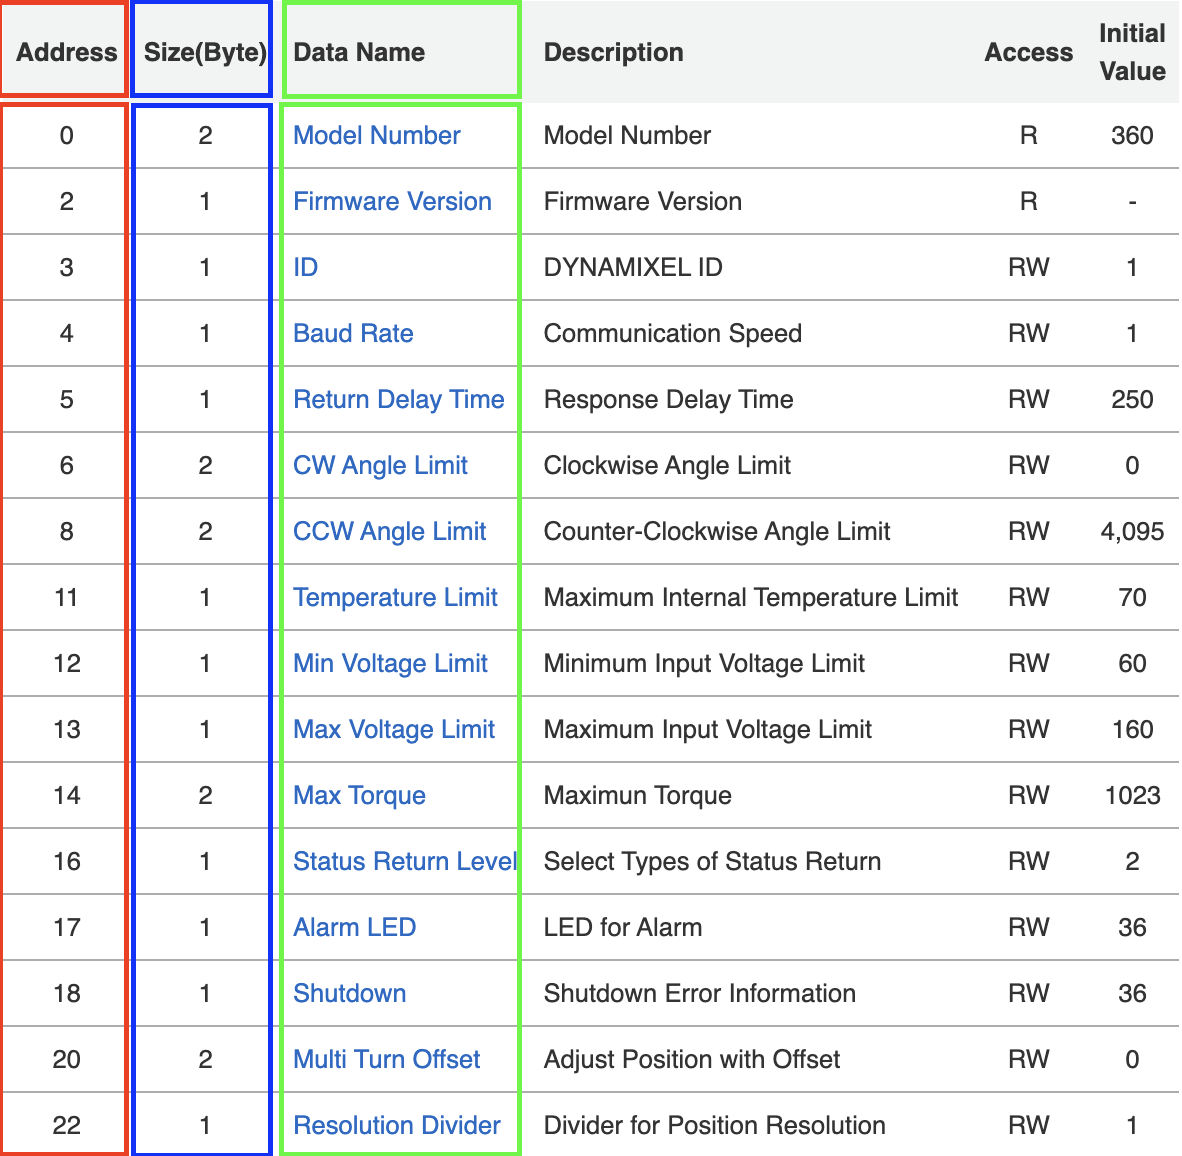 Address Size(Byte) Data Name Description Access Initial Value
0 2 Model Number Model Number R 360
2 1 Firmware Version Firmware Version R -
3 1 ID DYNAMIXEL ID RW 1
4 1 Baud Rate Communication Speed RW 1
5 1 Return Delay Time Response Delay Time RW 250
6 2 CW Angle Limit Clockwise Angle Limit RW 0
8 2 CCW Angle Limit Counter-Clockwise Angle Limit RW 4,095
11 1 Temperature Limit Maximum Internal Temperature Limit RW 70
12 1 Min Voltage Limit Minimum Input Voltage Limit RW 60
13 1 Max Voltage Limit Maximum Input Voltage Limit RW 160
14 2 Max Torque Maximun Torque RW 1023
16 1 Status Return Level Select Types of Status Return RW 2
17 1 Alarm LED LED for Alarm RW 36
18 1 Shutdown Shutdown Error Information RW 36
20 2 Multi Turn Offset Adjust Position with Offset RW 0
22 1 Resolution Divider Divider for Position Resolution RW 1